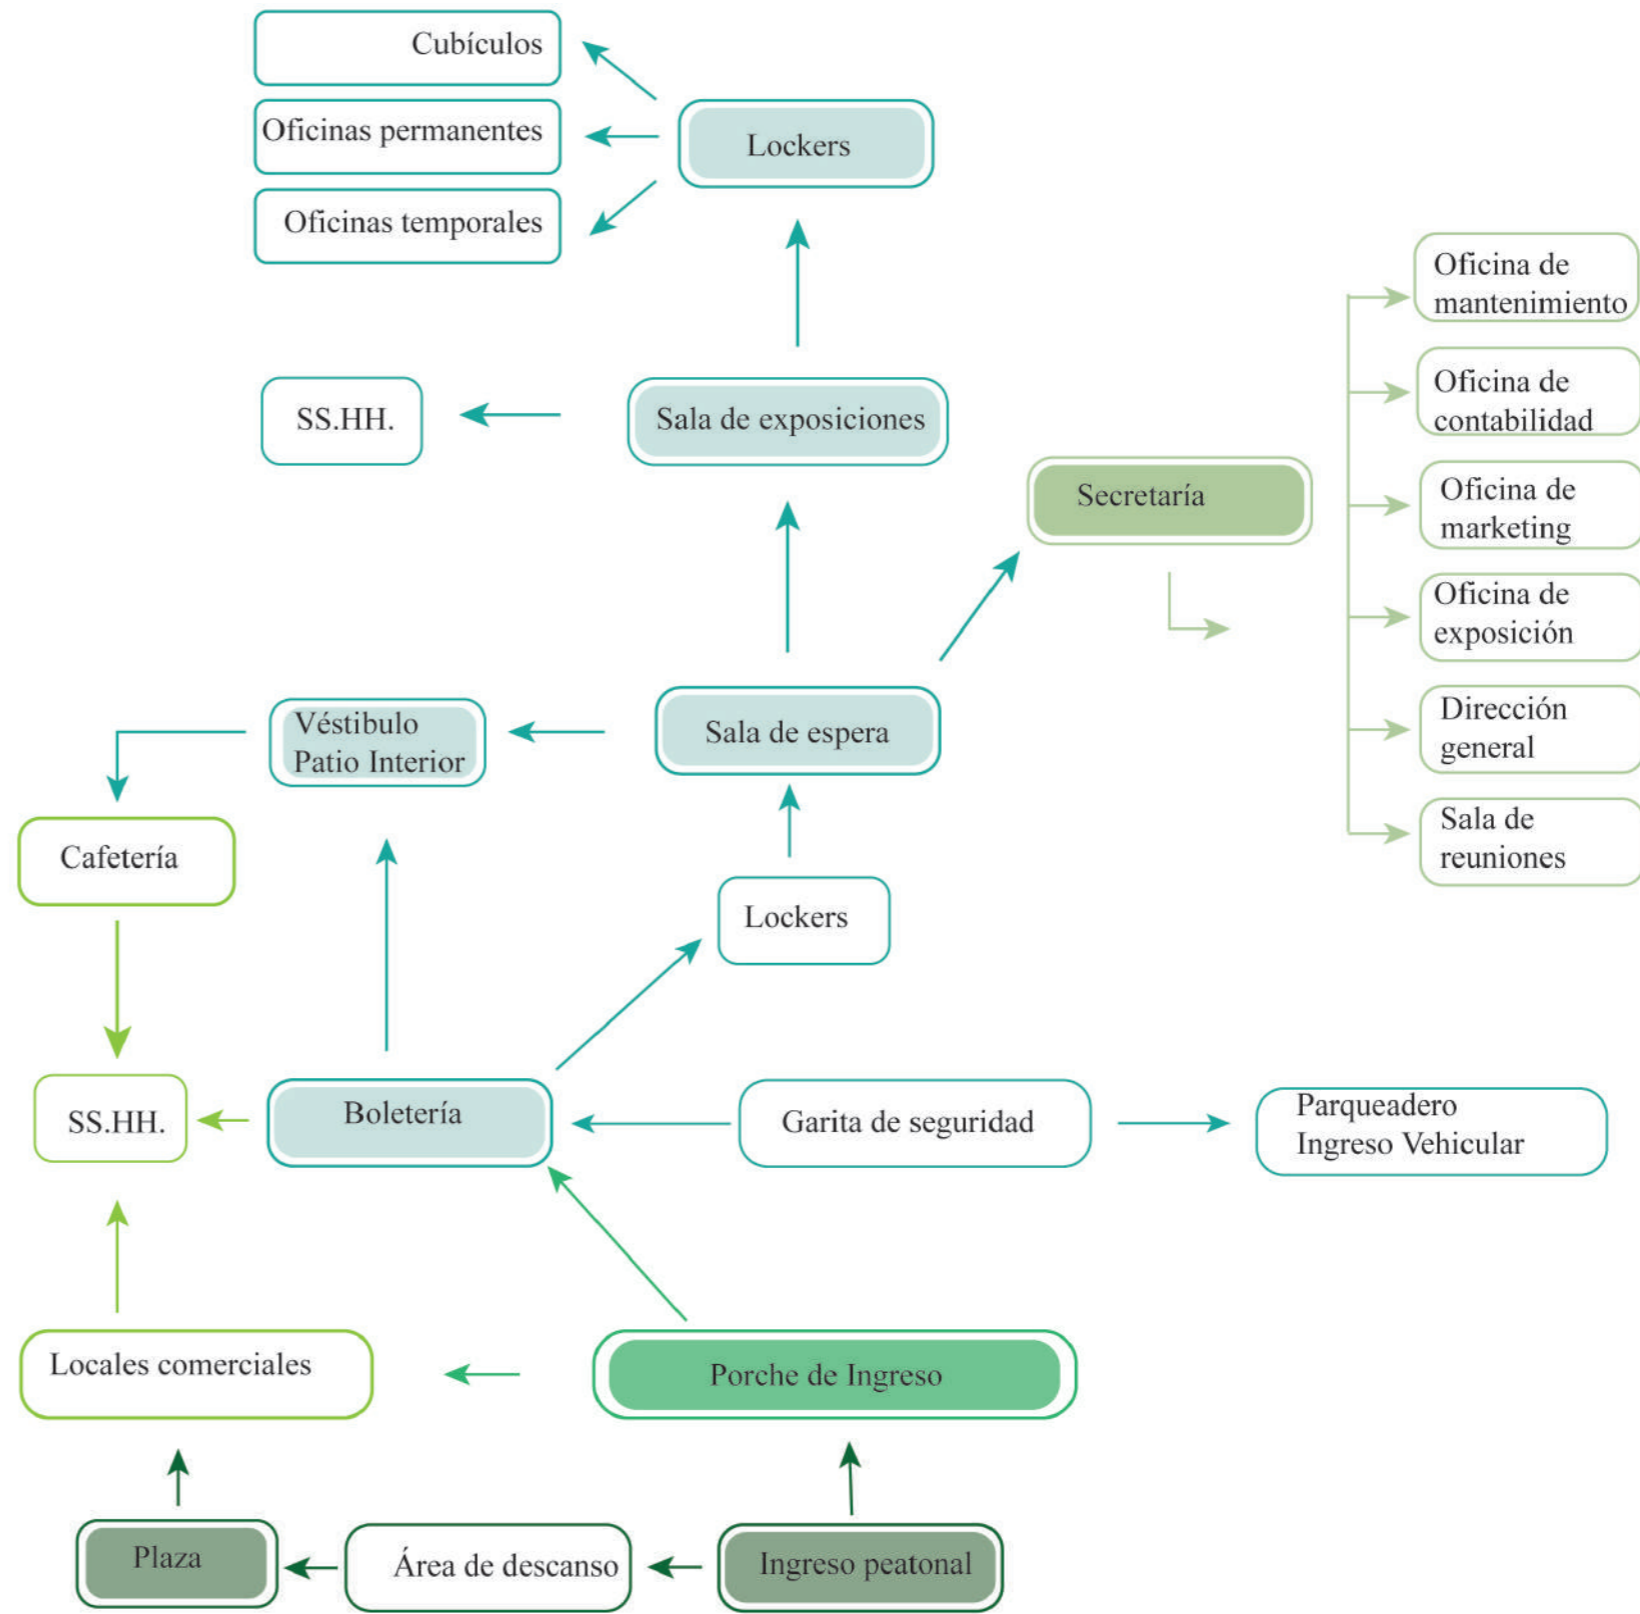 Cubículos
Oficinas permanentes
Lockers
Oficinas temporales
Oficina de
mantenimiento
Oficina de
contabilidad
SS.HH.
Sala de exposiciones
Secretaría
Oficina de
marketing
Oficina de
exposición
Véstibulo
Patio Interior
Sala de espera
Dirección
general
Cafetería
Sala de
reuniones
Lockers
SS.HH.
Boletería
Garita de seguridad
Parqueadero
Ingreso Vehicular
Locales comerciales
Porche de Ingreso
Plaza
Área de descanso
Ingreso peatonal